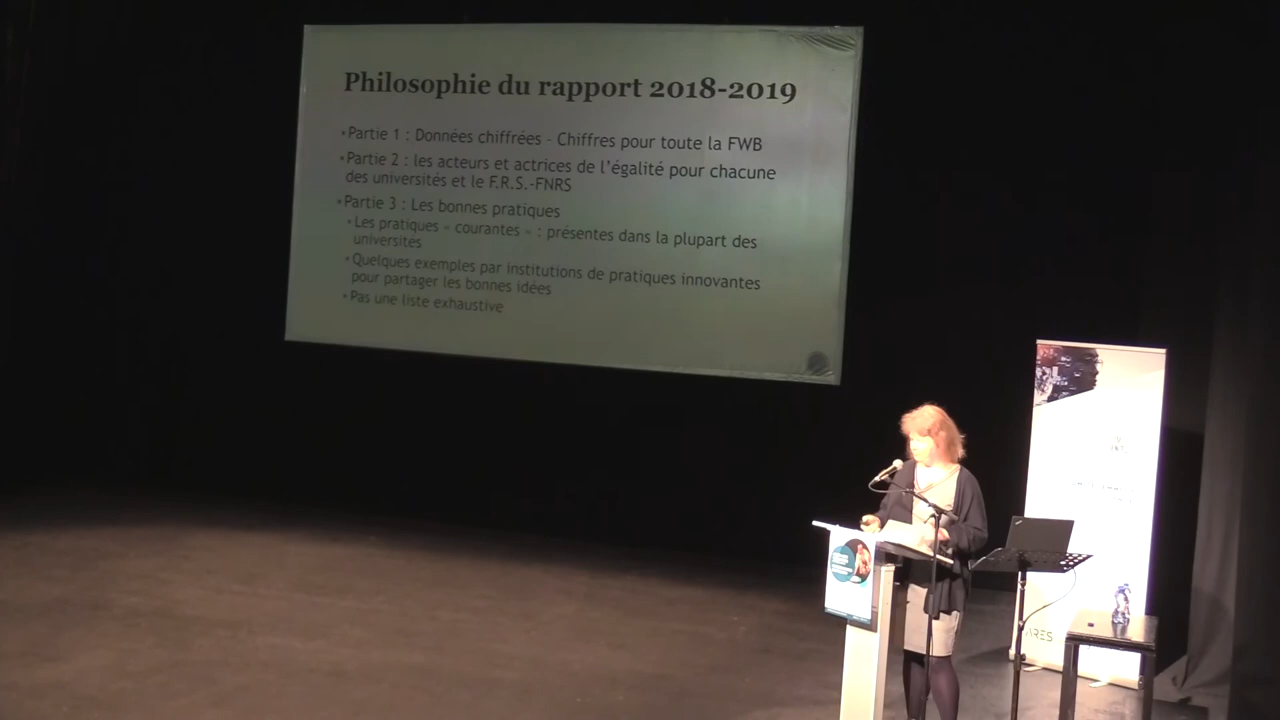 Philosophie du rapport 2018-2019
•Partie 1 : Données chiffrées - Chiffres pour toute la FWB
•Partie 2 : les acteurs et actrices de l'égalité pour chacune
des universités et le F.R.S.-FNRS
•Partie 3 : Les bonnes pratiques
•Les pratiques « courantes » : présentes dans la plupart des
universités
•Quelques exemples par institutions de pratiques innovantes
pour partager les bonnes idées
•Pas une liste exhaustive
ARES